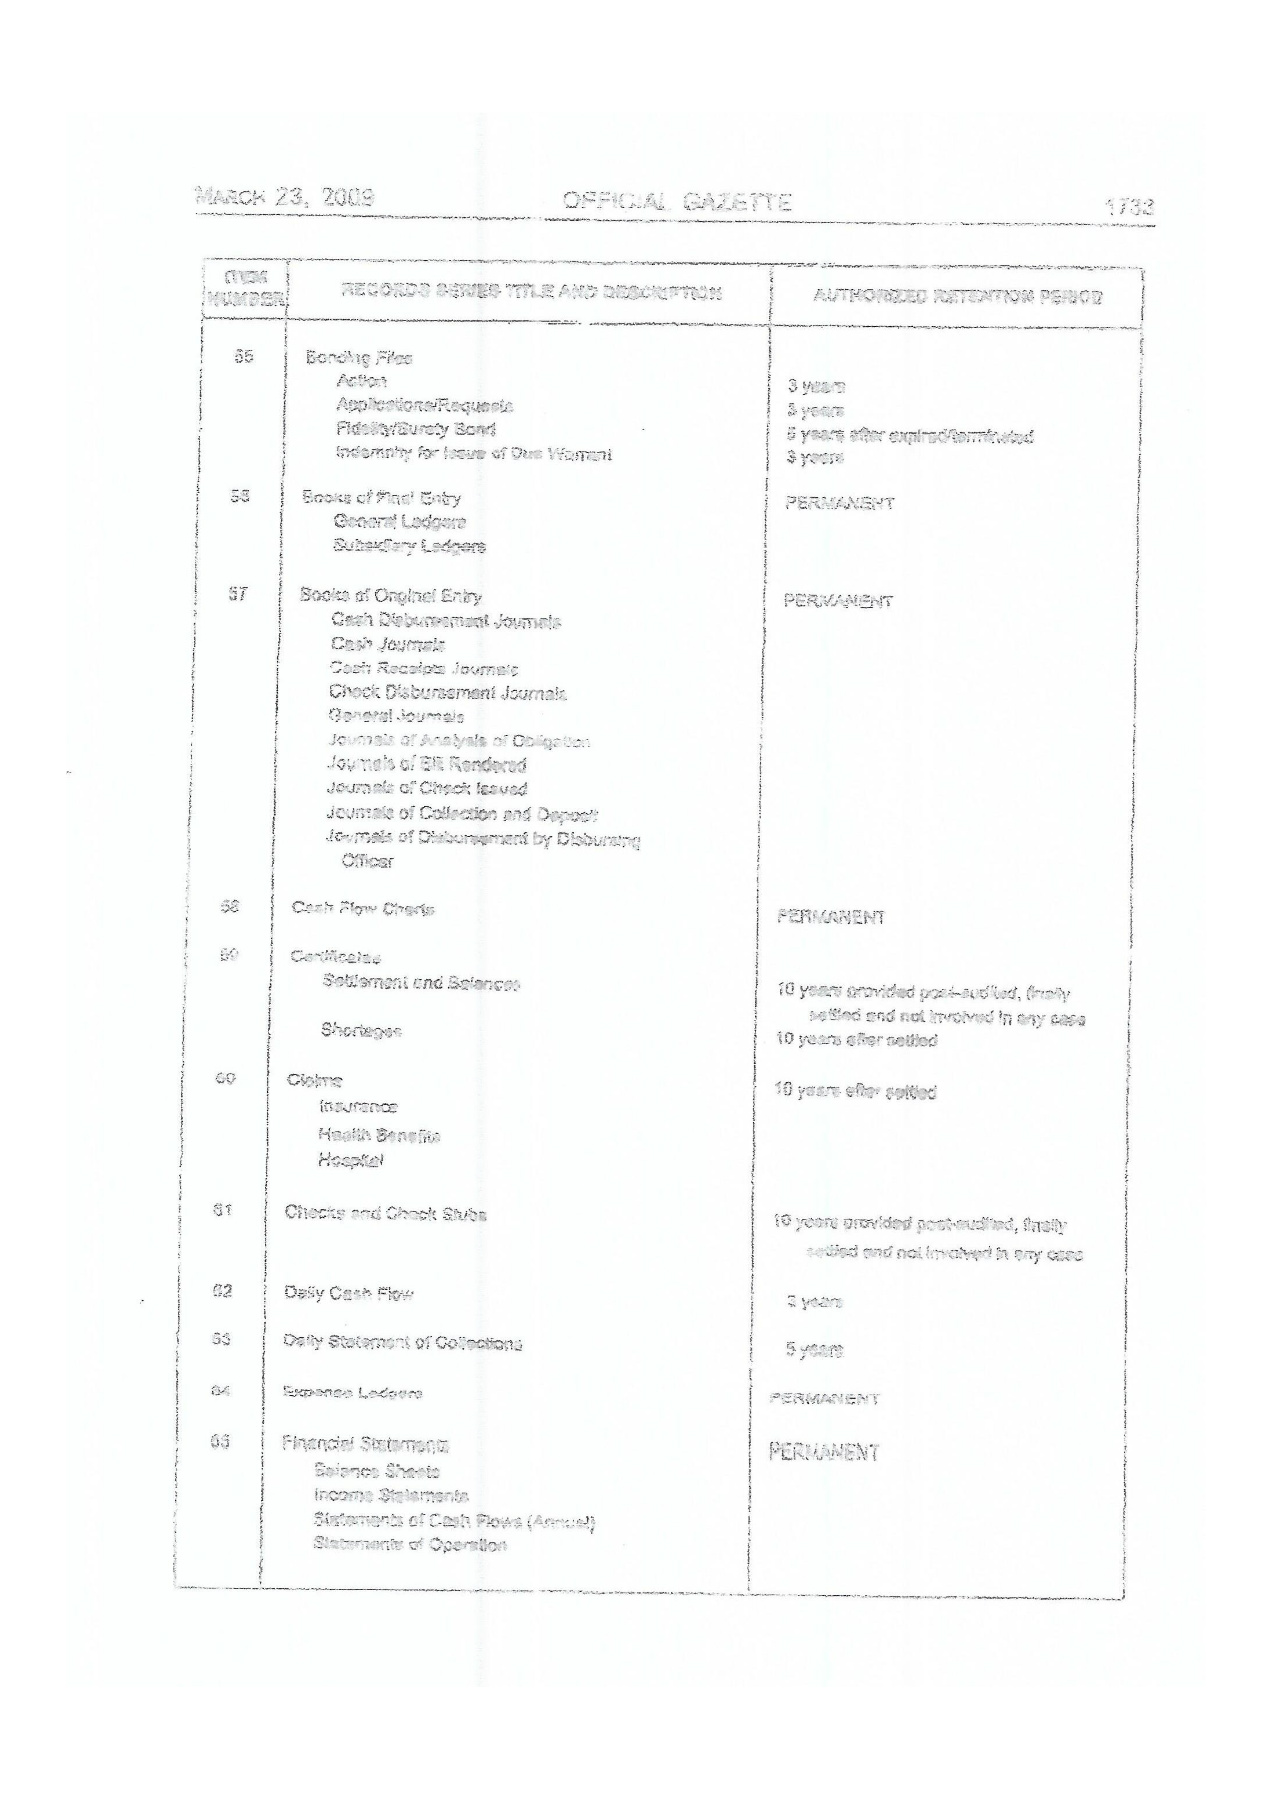 MARCH 23, 2009 OFFICIAL GAZETTE 1733
ITEM NUMBER RECORDS SERIES TITLE AND DESCRIPTION AUTHORIZED RETENTION PERIOD
55 Bonding Files
Action 3 years
Applications/Requests 3 years
Fidelity/Surety Bond 5 years after expired/terminated
Indemnity for Issue of Due Warrant 3 years
56 Books of Final Entry PERMANENT
General Ledgers
Subsidiary Ledgers
57 Books of Original Entry PERMANENT
Cash Disbursement Journals
Cash Journals
Cash Receipts Journals
Check Disbursement Journals
General Journals
Journals of Analysis of Obligation
Journals of Bill Rendered
Journals of Check Issued
Journals of Collection and Deposit
Journals of Disbursement by Disbursing
Officer
58 Cash Flow Charts PERMANENT
59 Certificates
Settlement and Balances 10 years provided post-audited, finally
settled and not involved in any case
Shortages 10 years after settled
60 Claims 10 years after settled
Insurance
Health Benefits
Hospital
61 Checks and Check Stubs 10 years provided post-audited, finally
settled and not involved in any case
62 Daily Cash Flow years
63 Daily Statement of Collections 5 years
64 Expense Ledgers PERMANENT
65 Financial Statements PERMANENT
Balance Sheets
Income Statements
Statements of Cash Flows (Annual)
Statements of Operation